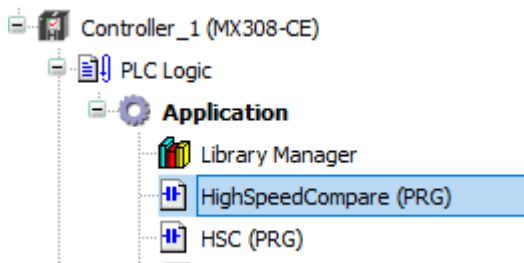 Controller_1 (MX308-CE)
PLC Logic
Application
Library Manager
HighSpeedCompare (PRG)
HSC (PRG)